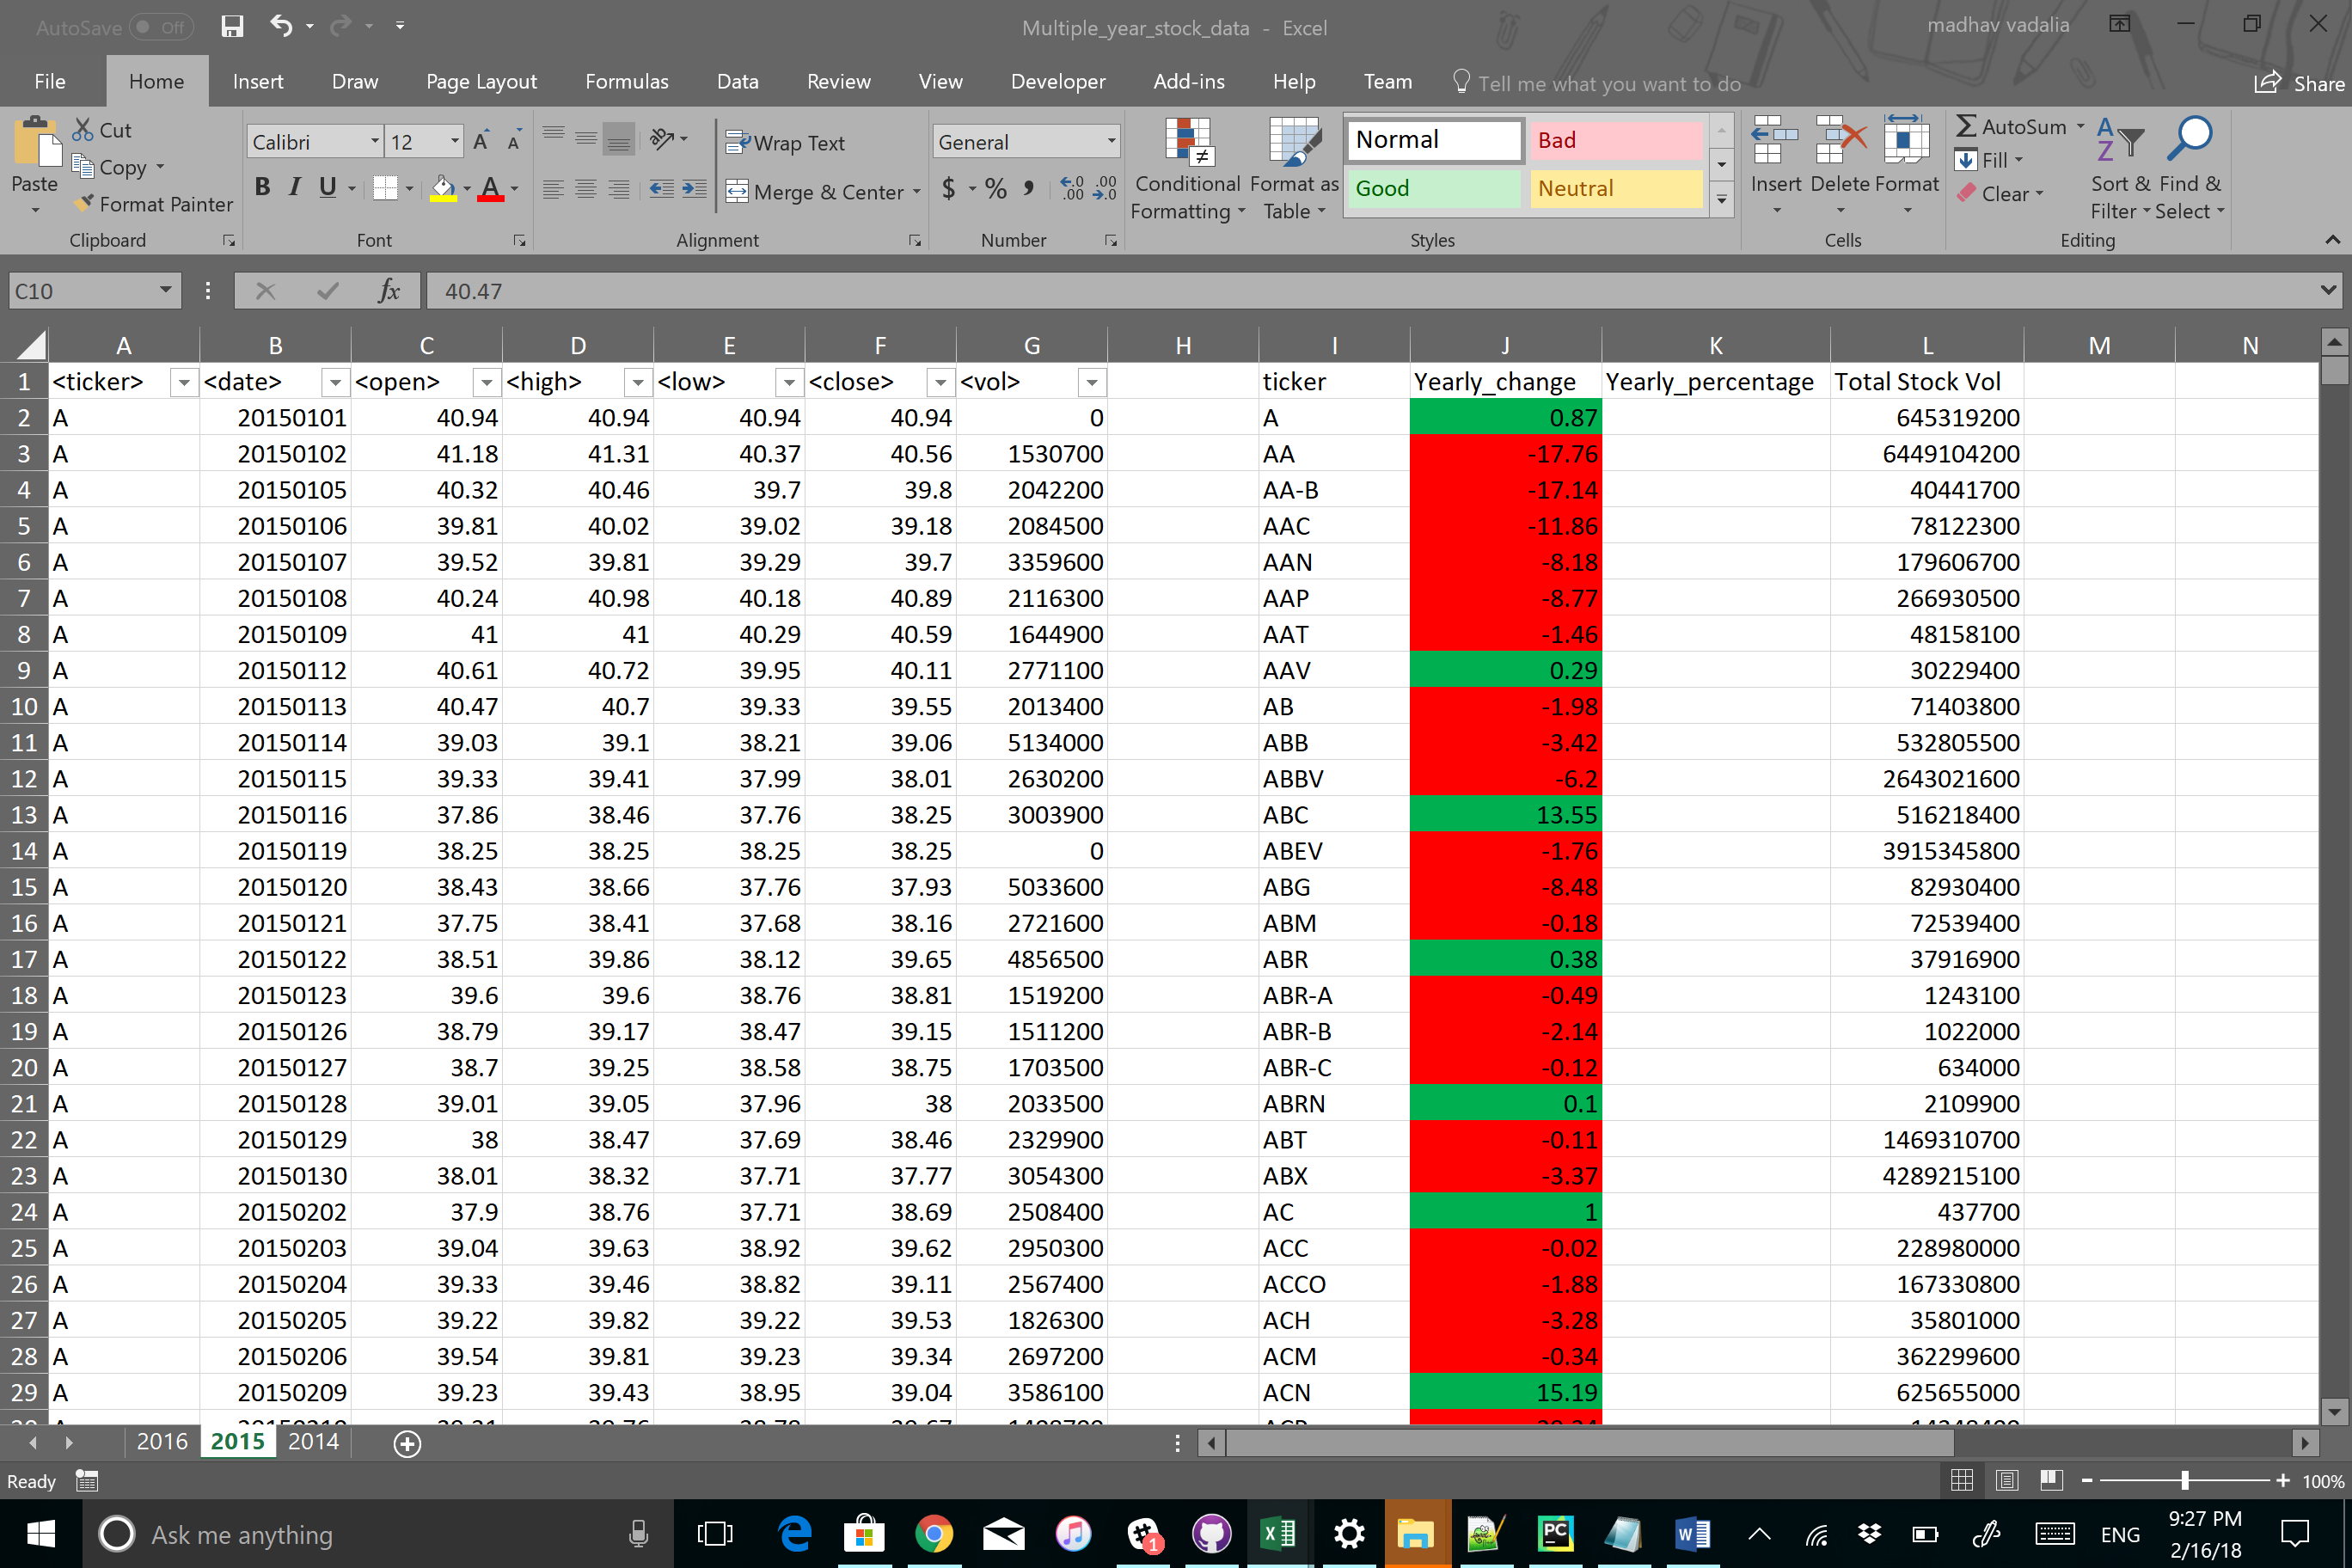 AutoSave Off
Multiple_year_stock_data - Excel
madhav vadalia
File Home Insert Draw Page Layout Formulas Data Review View Developer Add-ins Help Team Tell me what you want to do Share
Paste
Cut
Copy
Format Painter
Clipboard
Calibri 12
B I U
Font
Wrap Text
Merge & Center
Alignment
General
$ % ,
Number
Conditional Formatting
Format as Table
Normal Bad
Good Neutral
Styles
Insert Delete Format
Cells
AutoSum
Fill
Clear
Sort & Filter
Find & Select
Editing
C10 fx 40.47
A B C D E F G H I J K L M N
1 <ticker> <date> <open> <high> <low> <close> <vol> ticker Yearly_change Yearly_percentage Total Stock Vol
2 A 20150101 40.94 40.94 40.94 40.94 0 A 0.87 645319200
3 A 20150102 41.18 41.31 40.37 40.56 1530700 AA -17.76 6449104200
4 A 20150105 40.32 40.46 39.7 39.8 2042200 AA-B -17.14 40441700
5 A 20150106 39.81 40.02 39.02 39.18 2084500 AAC -11.86 78122300
6 A 20150107 39.52 39.81 39.29 39.7 3359600 AAN -8.18 179606700
7 A 20150108 40.24 40.98 40.18 40.89 2116300 AAP -8.77 266930500
8 A 20150109 41 41 40.29 40.59 1644900 AAT -1.46 48158100
9 A 20150112 40.61 40.72 39.95 40.11 2771100 AAV 0.29 30229400
10 A 20150113 40.47 40.7 39.33 39.55 2013400 AB -1.98 71403800
11 A 20150114 39.03 39.1 38.21 39.06 5134000 ABB -3.42 532805500
12 A 20150115 39.33 39.41 37.99 38.01 2630200 ABBV -6.2 2643021600
13 A 20150116 37.86 38.46 37.76 38.25 3003900 ABC 13.55 516218400
14 A 20150119 38.25 38.25 38.25 38.25 0 ABEV -1.76 3915345800
15 A 20150120 38.43 38.66 37.76 37.93 5033600 ABG -8.48 82930400
16 A 20150121 37.75 38.41 37.68 38.16 2721600 ABM -0.18 72539400
17 A 20150122 38.51 39.86 38.12 39.65 4856500 ABR 0.38 37916900
18 A 20150123 39.6 39.6 38.76 38.81 1519200 ABR-A -0.49 1243100
19 A 20150126 38.79 39.17 38.47 39.15 1511200 ABR-B -2.14 1022000
20 A 20150127 38.7 39.25 38.58 38.75 1703500 ABR-C -0.12 634000
21 A 20150128 39.01 39.05 37.96 38 2033500 ABRN 0.1 2109900
22 A 20150129 38 38.47 37.69 38.46 2329900 ABT -0.11 1469310700
23 A 20150130 38.01 38.32 37.71 37.77 3054300 ABX -3.37 4289215100
24 A 20150202 37.9 38.76 37.71 38.69 2508400 AC 1 437700
25 A 20150203 39.04 39.63 38.92 39.62 2950300 ACC -0.02 228980000
26 A 20150204 39.33 39.46 38.82 39.11 2567400 ACCO -1.88 167330800
27 A 20150205 39.22 39.82 39.22 39.53 1826300 ACH -3.28 35801000
28 A 20150206 39.54 39.81 39.23 39.34 2697200 ACM -0.34 362299600
29 A 20150209 39.23 39.43 38.95 39.04 3586100 ACN 15.19 625655000
2016 2015 2014
Ready 100%
Ask me anything 1 ENG 9:27 PM
2/16/18